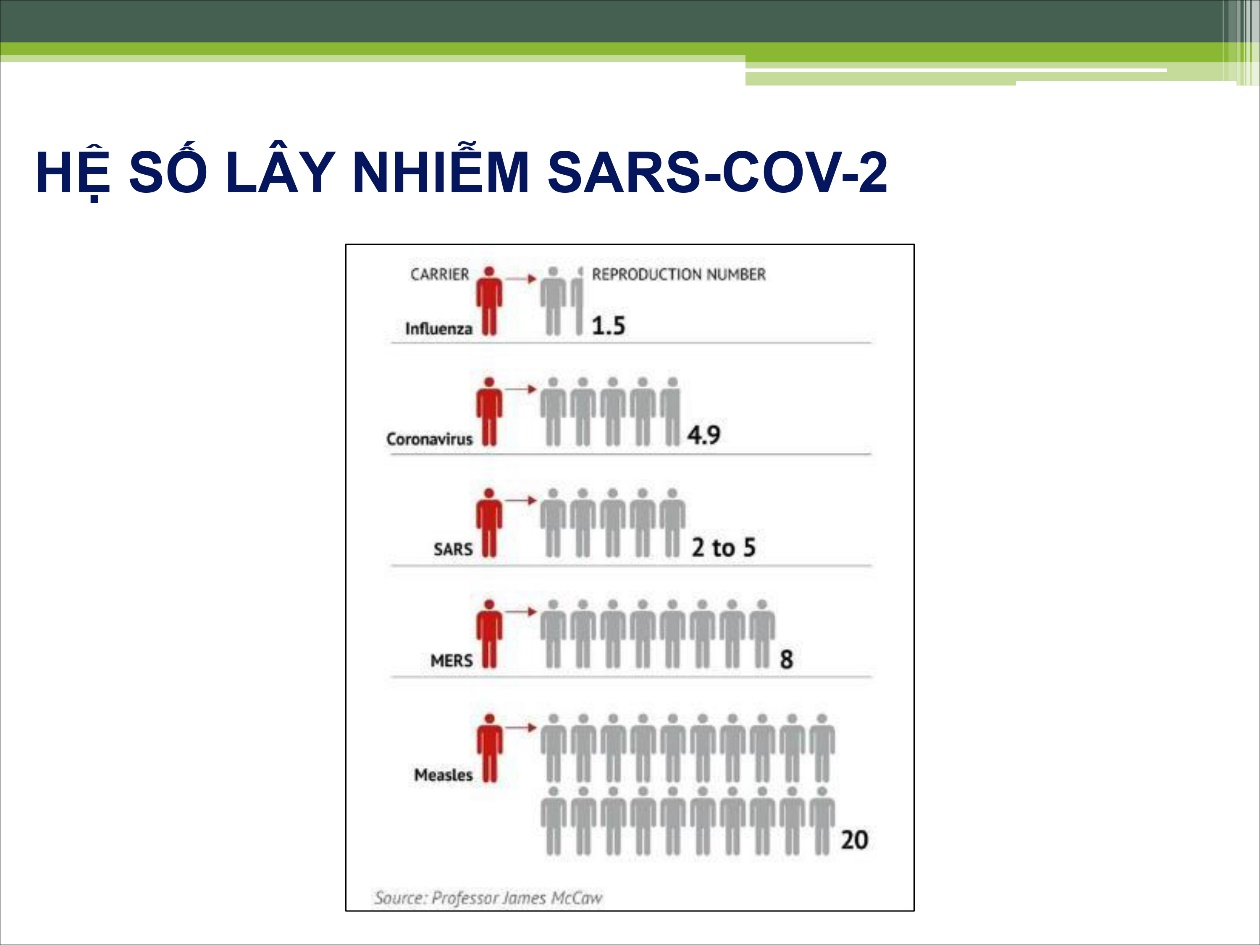 HỆ SỐ LÂY NHIỄM SARS-COV-2
CARRIER REPRODUCTION NUMBER
Influenza 1.5
Coronavirus 4.9
SARS 2 to 5
MERS 8
Measles
20
Source: Professor James McCaw